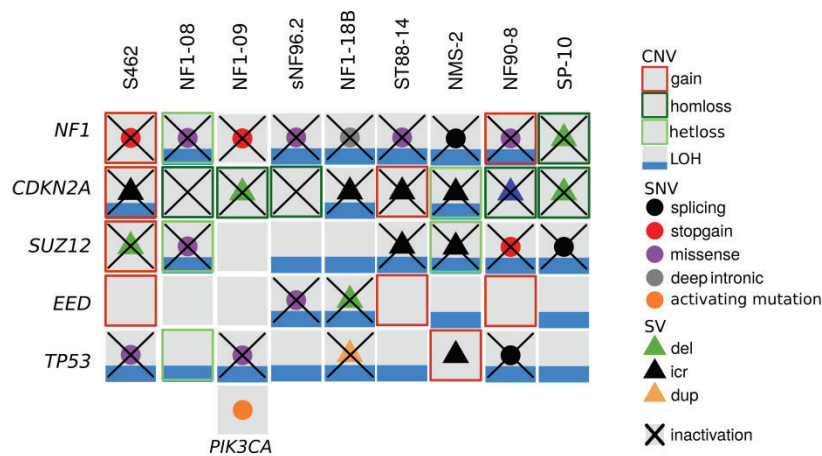 S462
NF1-08
NF1-09
sNF96.2
NF1-18B
ST88-14
NMS-2
NF90-8
SP-10
NF1
CDKN2A
SUZ12
EED
TP53
PIK3CA
CNV
gain
homloss
hetloss
LOH
SNV
splicing
stopgain
missense
deep intronic
activating mutation
SV
del
icr
dup
inactivation